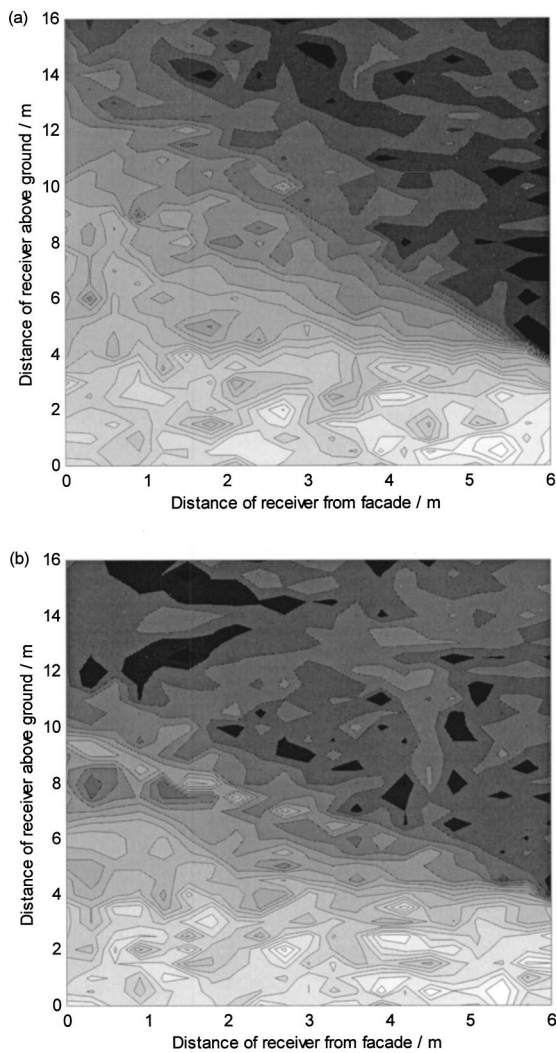 (a)
16
14
12
10
8
6
4
2
0
Distance of receiver above ground / m
0 1 2 3 4 5 6
Distance of receiver from facade / m
(b)
16
14
12
10
8
6
4
2
0
Distance of receiver above ground / m
0 1 2 3 4 5 6
Distance of receiver from facade / m